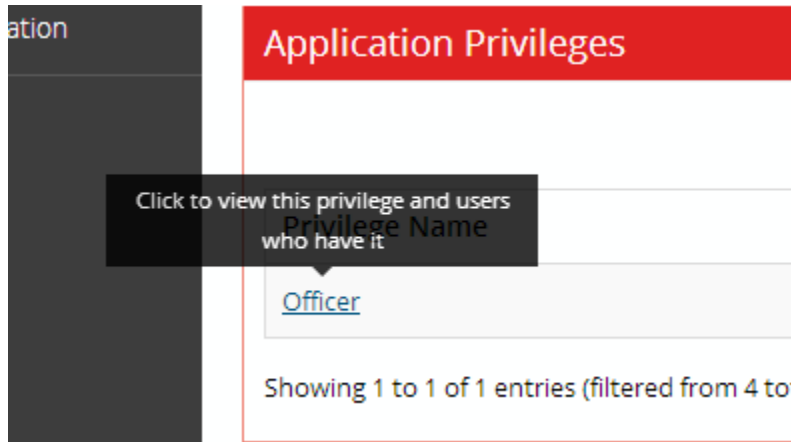 ation
Application Privileges
Click to view this privilege and users
who have it
Privilege Name
Officer
Showing 1 to 1 of 1 entries (filtered from 4 to